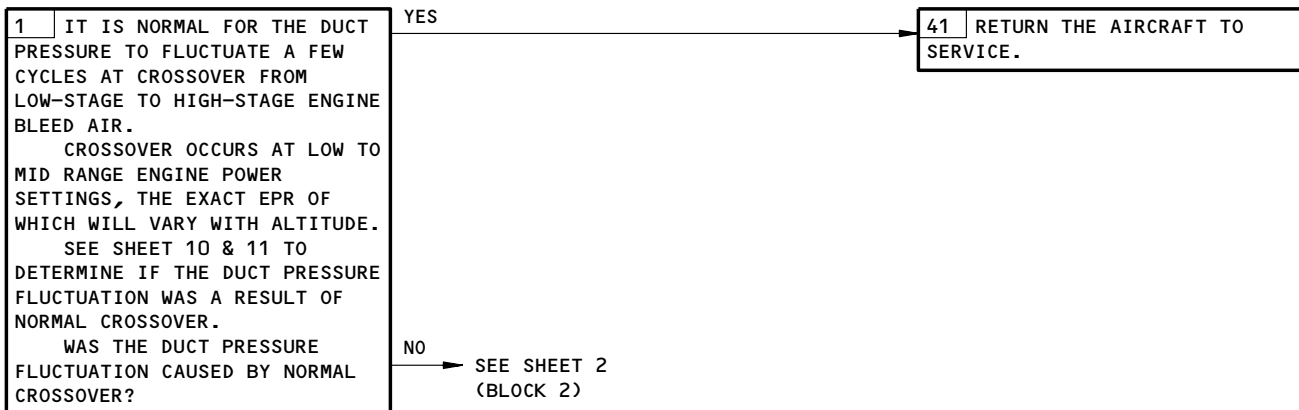 1 IT IS NORMAL FOR THE DUCT
PRESSURE TO FLUCTUATE A FEW
CYCLES AT CROSSOVER FROM
LOW-STAGE TO HIGH-STAGE ENGINE
BLEED AIR.
CROSSOVER OCCURS AT LOW TO
MID RANGE ENGINE POWER
SETTINGS, THE EXACT EPR OF
WHICH WILL VARY WITH ALTITUDE.
SEE SHEET 10 & 11 TO
DETERMINE IF THE DUCT PRESSURE
FLUCTUATION WAS A RESULT OF
NORMAL CROSSOVER.
WAS THE DUCT PRESSURE
FLUCTUATION CAUSED BY NORMAL
CROSSOVER?
YES
41 RETURN THE AIRCRAFT TO
SERVICE.
NO
SEE SHEET 2
(BLOCK 2)